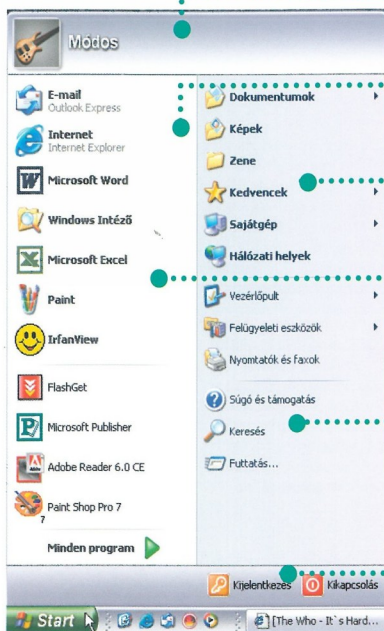 Módos
E-mail
Outlook Express
Internet
Internet Explorer
Microsoft Word
Windows Intéző
Microsoft Excel
Paint
IrfanView
FlashGet
Microsoft Publisher
Adobe Reader 6.0 CE
Paint Shop Pro 7
7
Minden program
Dokumentumok
Képek
Zene
Kedvencek
Sajátgép
Hálózati helyek
Vezérlőpult
Felügyeleti eszközök
Nyomtatók és faxok
Súgó és támogatás
Keresés
Futtatás...
Kijelentkezés
Kikapcsolás
Start
[The Who - It`s Hard...